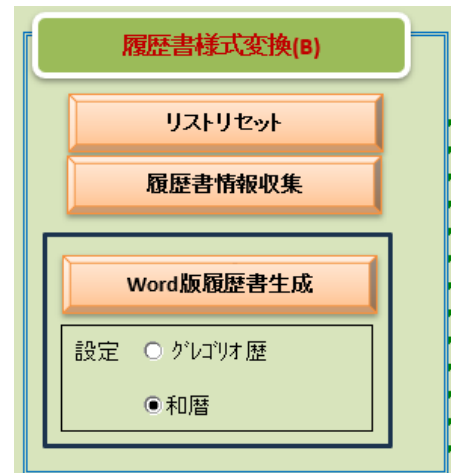 履歴書様式変換(B)
リストリセット
履歴書情報収集
Word版履歴書生成
設定 ｸﾞﾚｺﾞﾘｵ歴
和暦